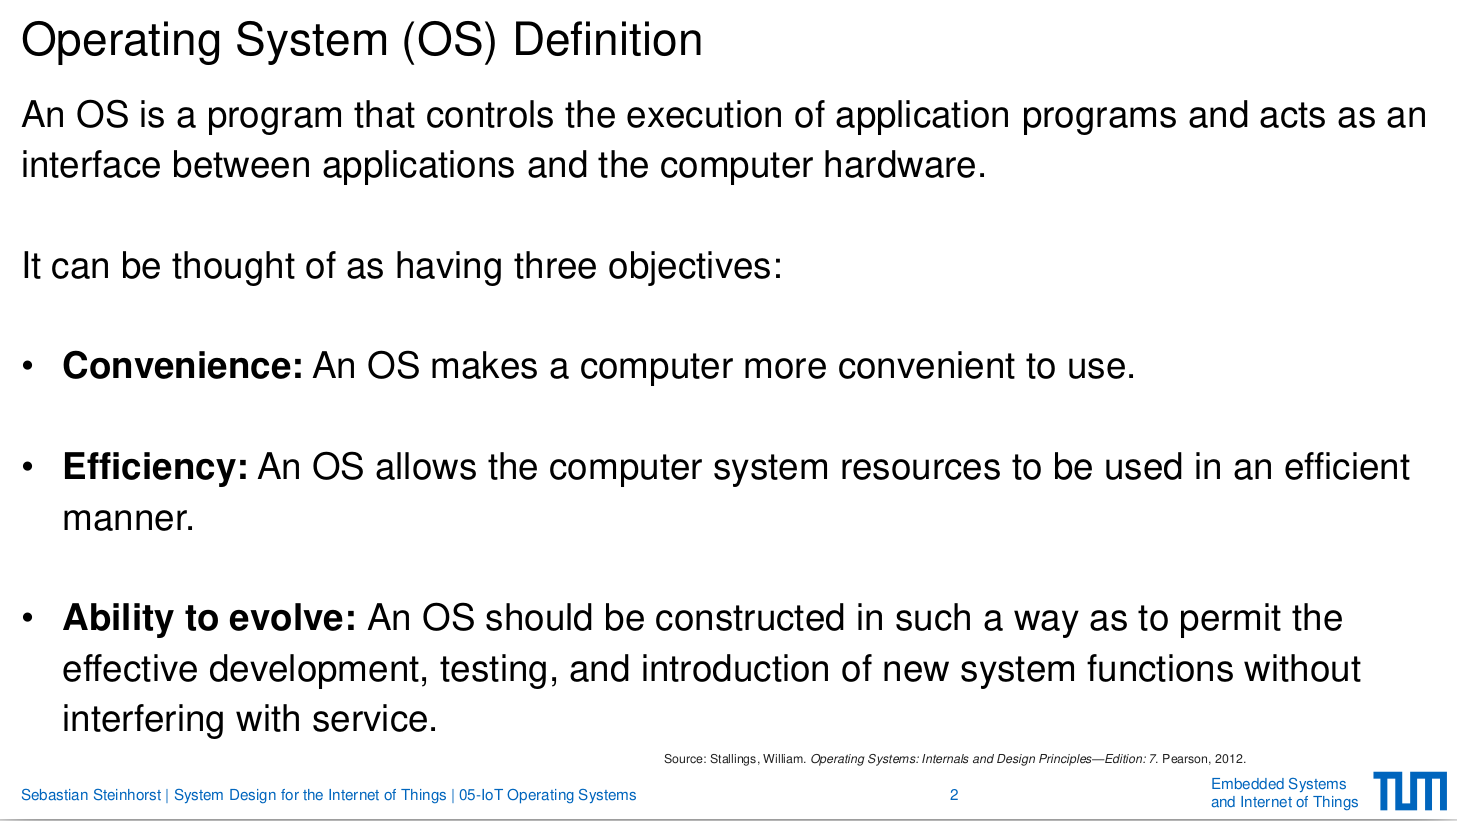 Operating System (OS) Definition
An OS is a program that controls the execution of application programs and acts as an
interface between applications and the computer hardware.
It can be thought of as having three objectives:
• Convenience: An OS makes a computer more convenient to use.
• Efficiency: An OS allows the computer system resources to be used in an efficient
manner.
• Ability to evolve: An OS should be constructed in such a way as to permit the
effective development, testing, and introduction of new system functions without
interfering with service.
Source: Stallings, William. Operating Systems: Internals and Design Principles—Edition: 7. Pearson, 2012.
Sebastian Steinhorst | System Design for the Internet of Things | 05-IoT Operating Systems
2
Embedded Systems
and Internet of Things
TUM